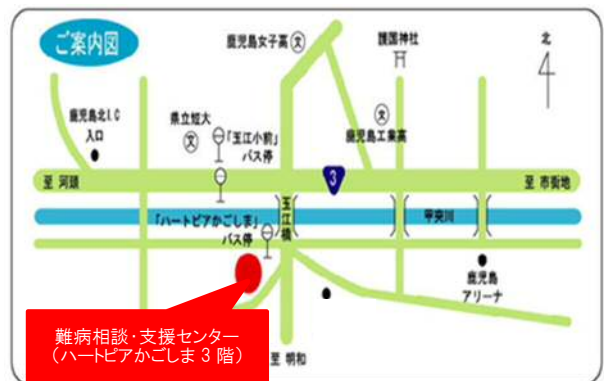 ご案内図
鹿児島女子高
文
護国神社
北
鹿児島北I.C
入口
県立短大
文
「玉江小前」
バス停
文
鹿児島工業高
至 河頭
3
至 市街地
「ハートピアかごしま」
バス停
玉江橋
甲突川
鹿児島
アリーナ
難病相談・支援センター
（ハートピアかごしま 3 階）
至 明和